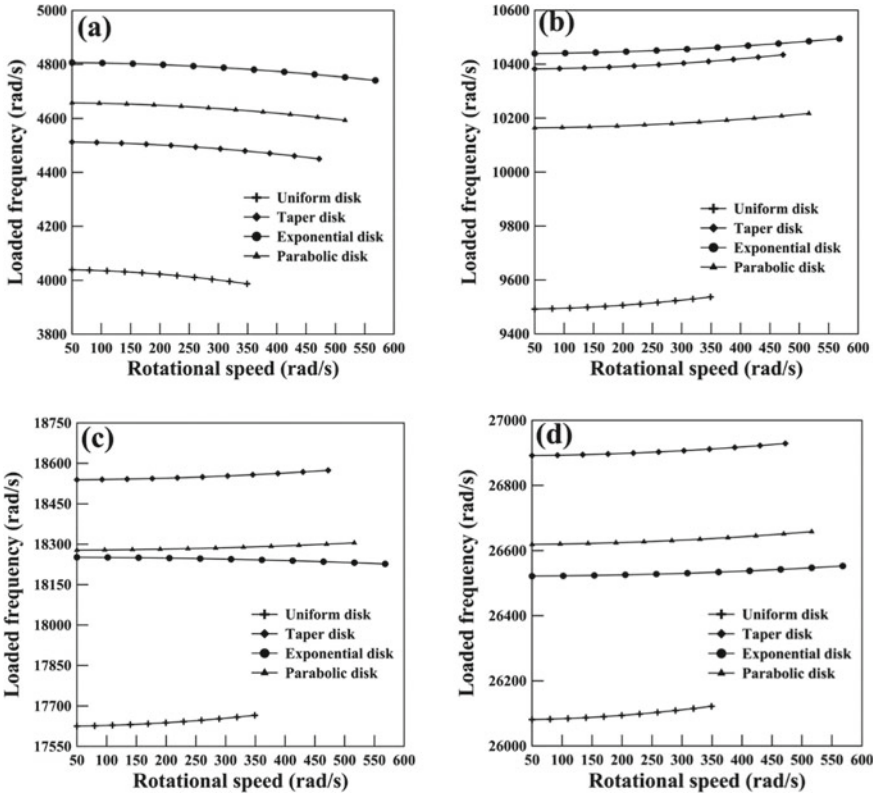 (a)
5000
4800
4600
4400
4200
4000
3800
Loaded frequency (rad/s)
Uniform disk
Taper disk
Exponential disk
Parabolic disk
50 100 150 200 250 300 350 400 450 500 550 600
Rotational speed (rad/s)
(b)
10600
10400
10200
10000
9800
9600
9400
Loaded frequency (rad/s)
Uniform disk
Taper disk
Exponential disk
Parabolic disk
50 100 150 200 250 300 350 400 450 500 550 600
Rotational speed (rad/s)
(c)
18750
18600
18450
18300
18150
18000
17850
17700
17550
Loaded frequency (rad/s)
Uniform disk
Taper disk
Exponential disk
Parabolic disk
50 100 150 200 250 300 350 400 450 500 550 600
Rotational speed (rad/s)
(d)
27000
26800
26600
26400
26200
26000
Loaded frequency (rad/s)
Uniform disk
Taper disk
Exponential disk
Parabolic disk
50 100 150 200 250 300 350 400 450 500 550 600
Rotational speed (rad/s)